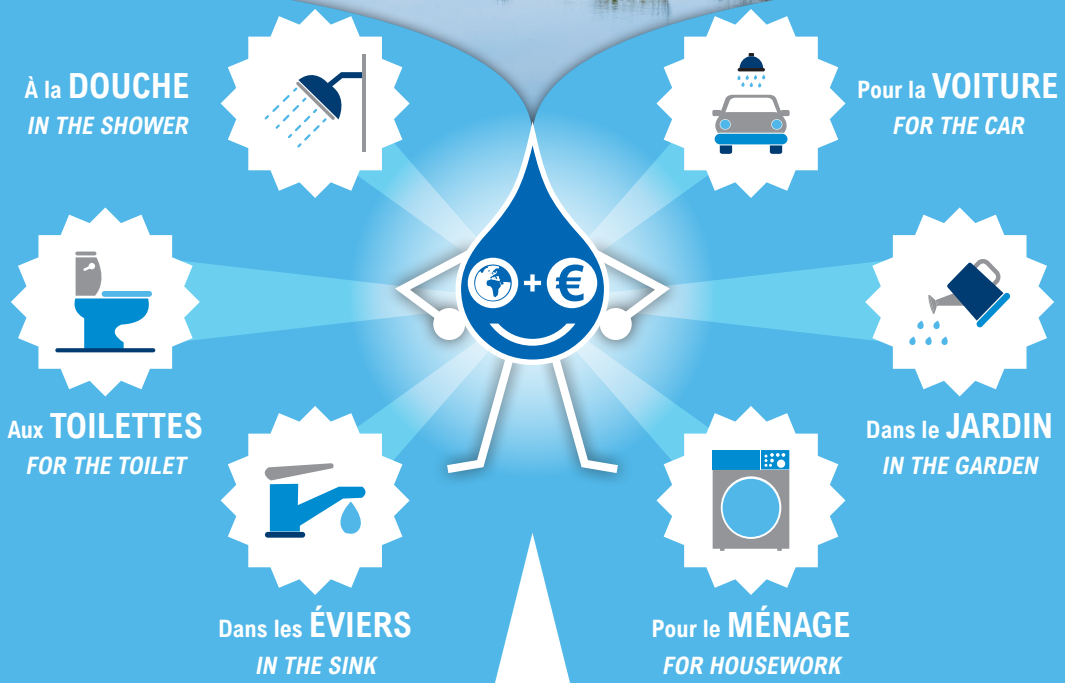 À la DOUCHE
IN THE SHOWER
Pour la VOITURE
FOR THE CAR
+ €
Aux TOILETTES
FOR THE TOILET
Dans le JARDIN
IN THE GARDEN
Dans les ÉVIERS
IN THE SINK
Pour le MÉNAGE
FOR HOUSEWORK